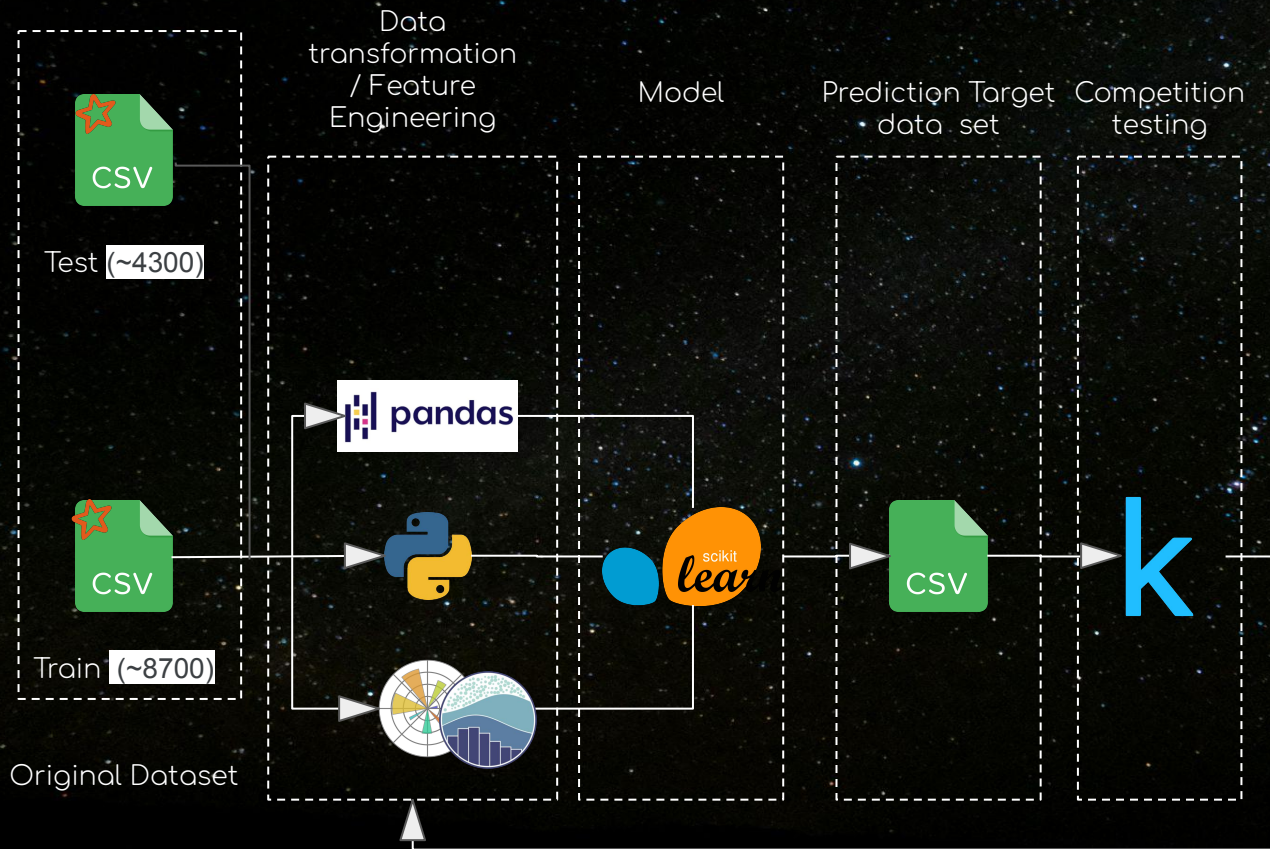 Data
transformation
/ Feature
Engineering
Model
Prediction Target
data set
Competition
testing
CSV
Test (~4300)
pandas
CSV
Train (~8700)
scikit
learn
CSV
k
Original Dataset